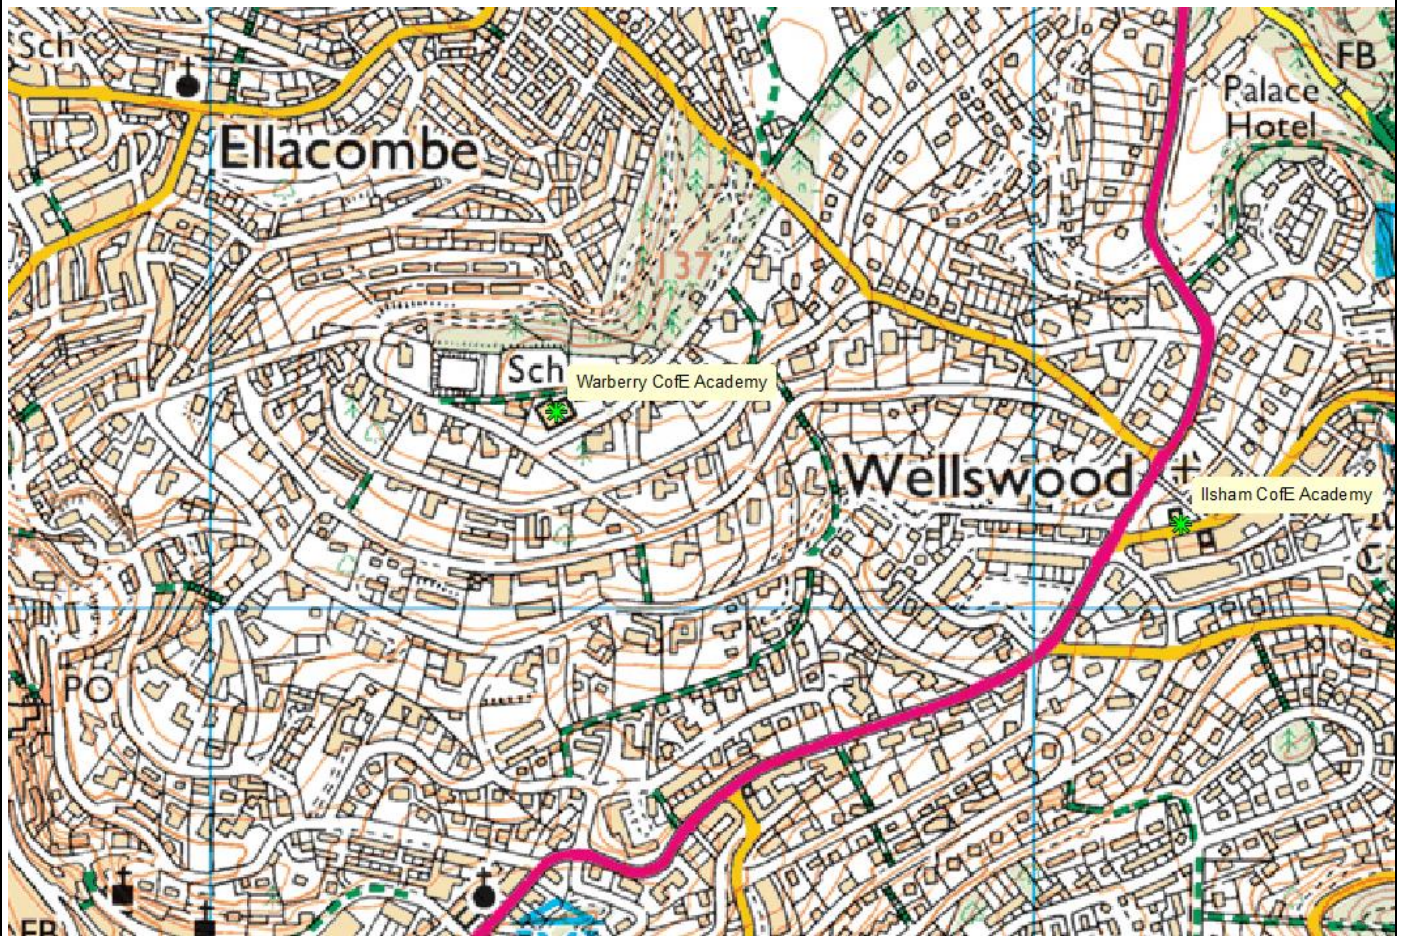 Sch
FB
Palace
Hotel
Ellacombe
137
Sch
Warberry CofE Academy
Wellswood
Ilsham CofE Academy
PO
FB